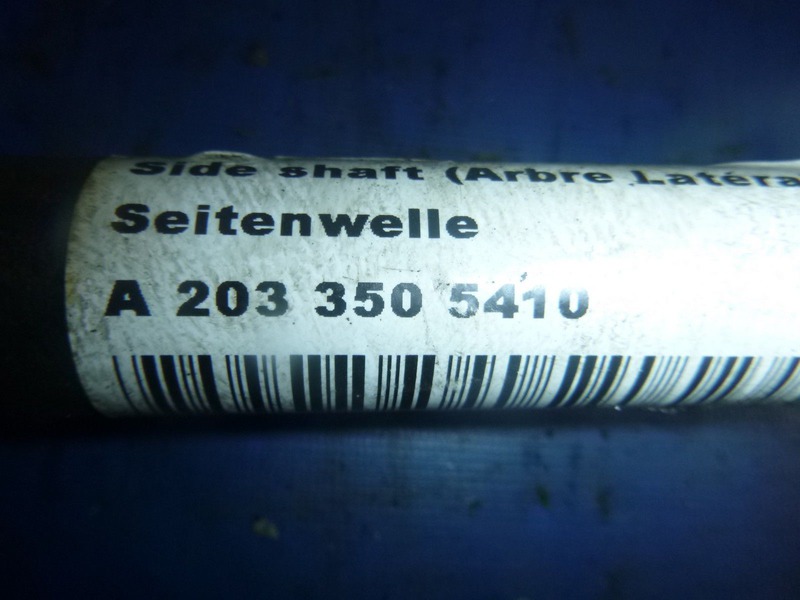 Side shaft (Arbre Latéra
Seitenwelle
A 203 350 5410